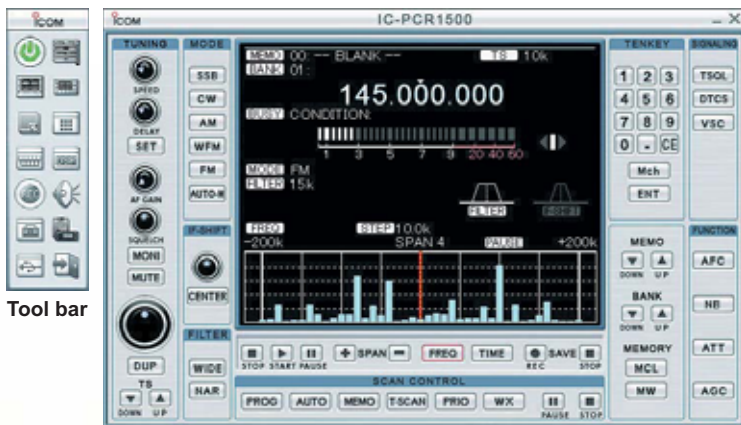 ICOM
Tool bar
ICOM
IC-PCR1500
TUNING
SPEED
DELAY
SET
AF GAIN
SQUELCH
MONI
MUTE
DUP
TS
DOWN UP
MODE
SSB
CW
AM
WFM
FM
AUTO-M
IF-SHIFT
CENTER
FILTER
WIDE
NAR
MEMO 00: -- BLANK -- TS 10k
BANK 01:
145.000.000
BUSY CONDITION:
1 3 5 7 9 20 40 60
MODE FM
FILTER 15k
FILTER IF-SHIFT
FREQ STEP 10.0k
-200k SPAN 4 PAUSE +200k
SPAN FREQ TIME SAVE
STOP START PAUSE REC STOP
SCAN CONTROL
PROG AUTO MEMO T-SCAN PRIO WX
PAUSE STOP
TENKEY
1 2 3
4 5 6
7 8 9
0 . CE
Mch
ENT
MEMO
DOWN UP
BANK
DOWN UP
MEMORY
MCL
MW
SIGNALING
TSQL
DTCS
VSC
FUNCTION
AFC
NB
ATT
AGC